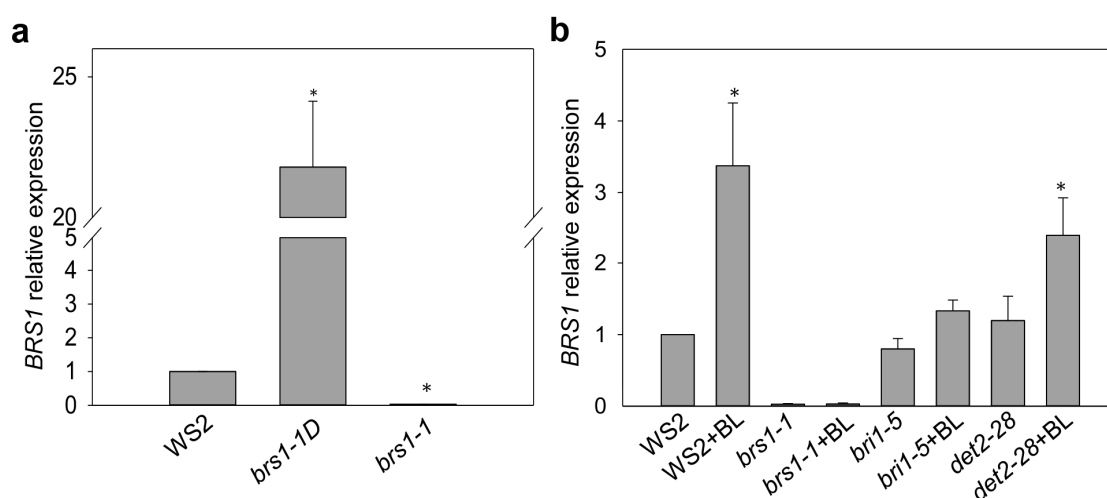 a
BRS1 relative expression
25
20
5
4
3
2
1
0
*
*
WS2
brs1-1D
brs1-1
b
BRS1 relative expression
5
4
3
2
1
0
*
*
WS2
WS2+BL
brs1-1
brs1-1+BL
bri1-5
bri1-5+BL
det2-28
det2-28+BL